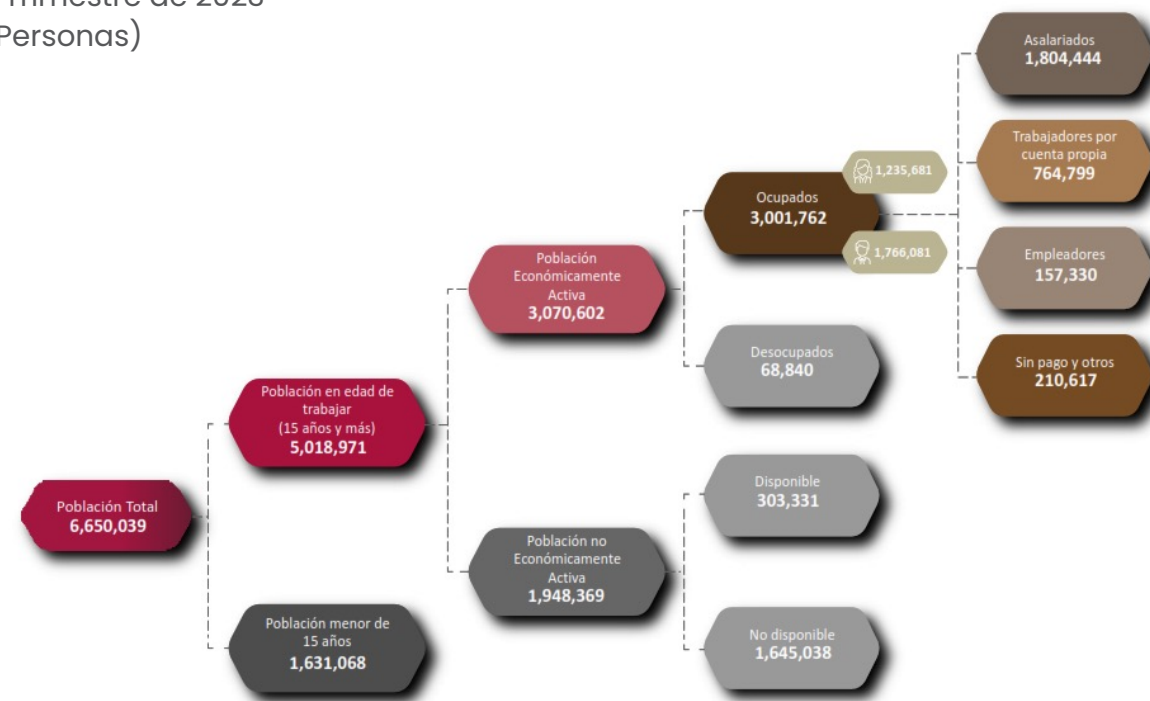 Trimestre de 2023
Personas)
Asalariados
1,804,444
Trabajadores por
cuenta propia
764,799
Empleadores
157,330
Sin pago y otros
210,617
1,235,681
Ocupados
3,001,762
1,766,081
Población
Económicamente
Activa
3,070,602
Desocupados
68,840
Población en edad de
trabajar
(15 años y más)
5,018,971
Población Total
6,650,039
Disponible
303,331
Población no
Económicamente
Activa
1,948,369
Población menor de
15 años
1,631,068
No disponible
1,645,038